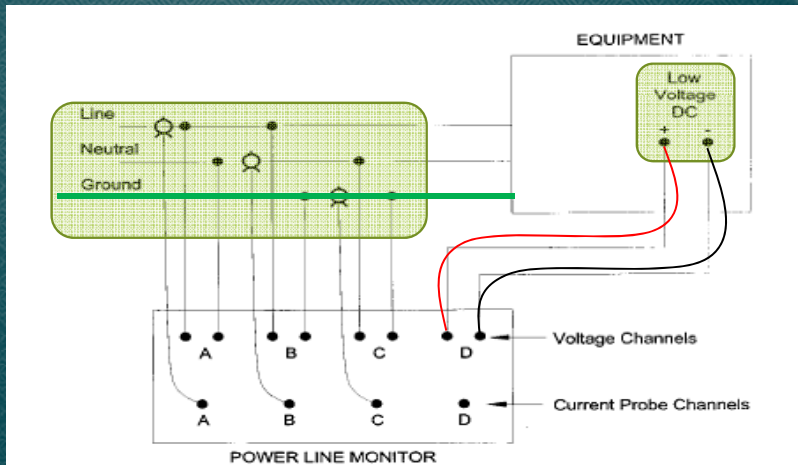 EQUIPMENT
Low
Voltage
DC
+ -
Line
Neutral
Ground
A B C D
Voltage Channels
A B C D
Current Probe Channels
POWER LINE MONITOR